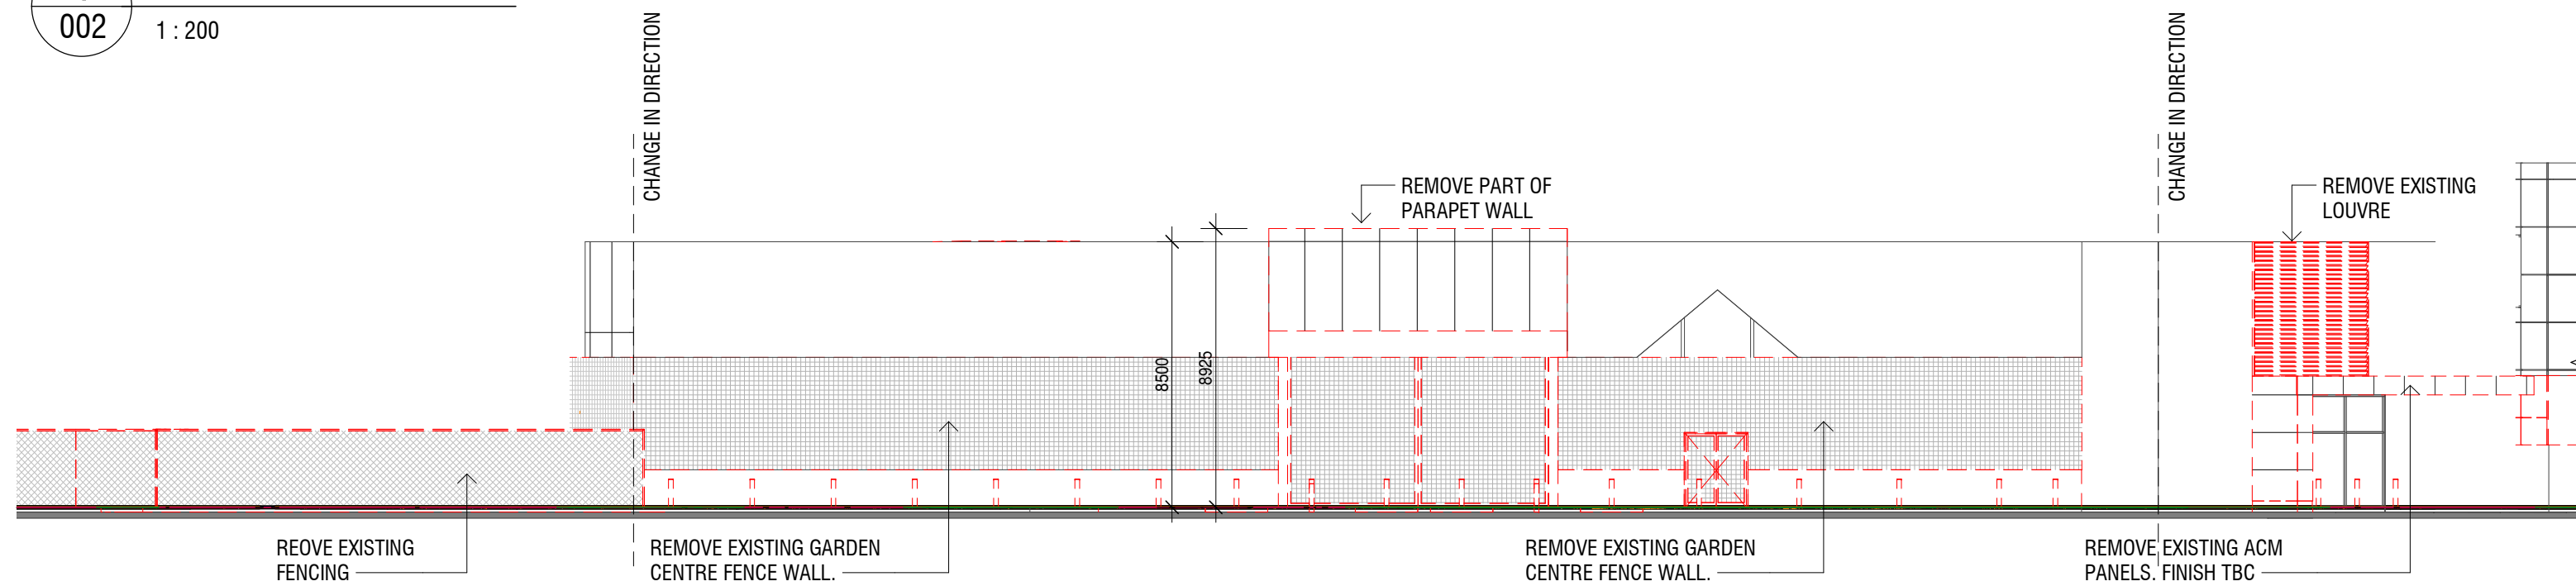 002
1 : 200
CHANGE IN DIRECTION
CHANGE IN DIRECTION
REMOVE PART OF
PARAPET WALL
REMOVE EXISTING
LOUVRE
8500
8925
REOVE EXISTING
FENCING
REMOVE EXISTING GARDEN
CENTRE FENCE WALL.
REMOVE EXISTING GARDEN
CENTRE FENCE WALL.
REMOVE EXISTING ACM
PANELS. FINISH TBC